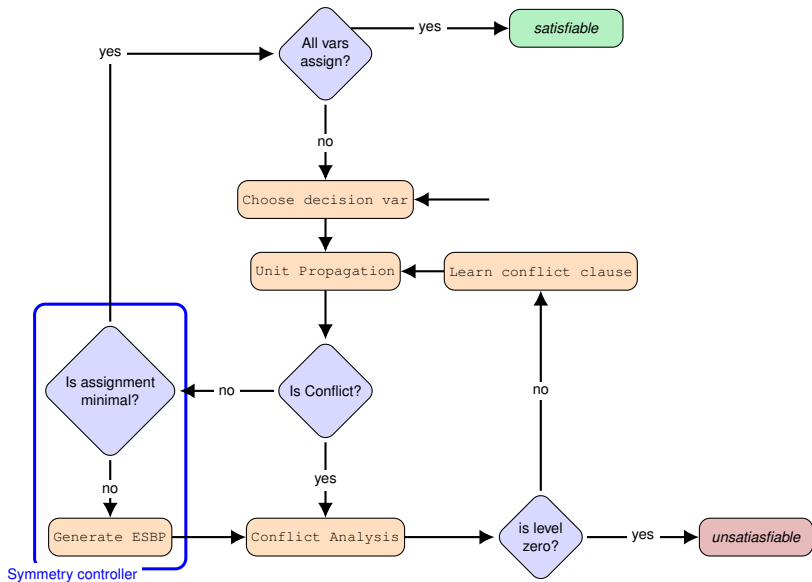 yes
All vars
assign?
yes
satisfiable
no
Choose decision var
Unit Propagation
Learn conflict clause
Is assignment
minimal?
no
Is Conflict?
no
no
yes
Generate ESBP
Conflict Analysis
is level
zero?
yes
unsatiasfiable
Symmetry controller